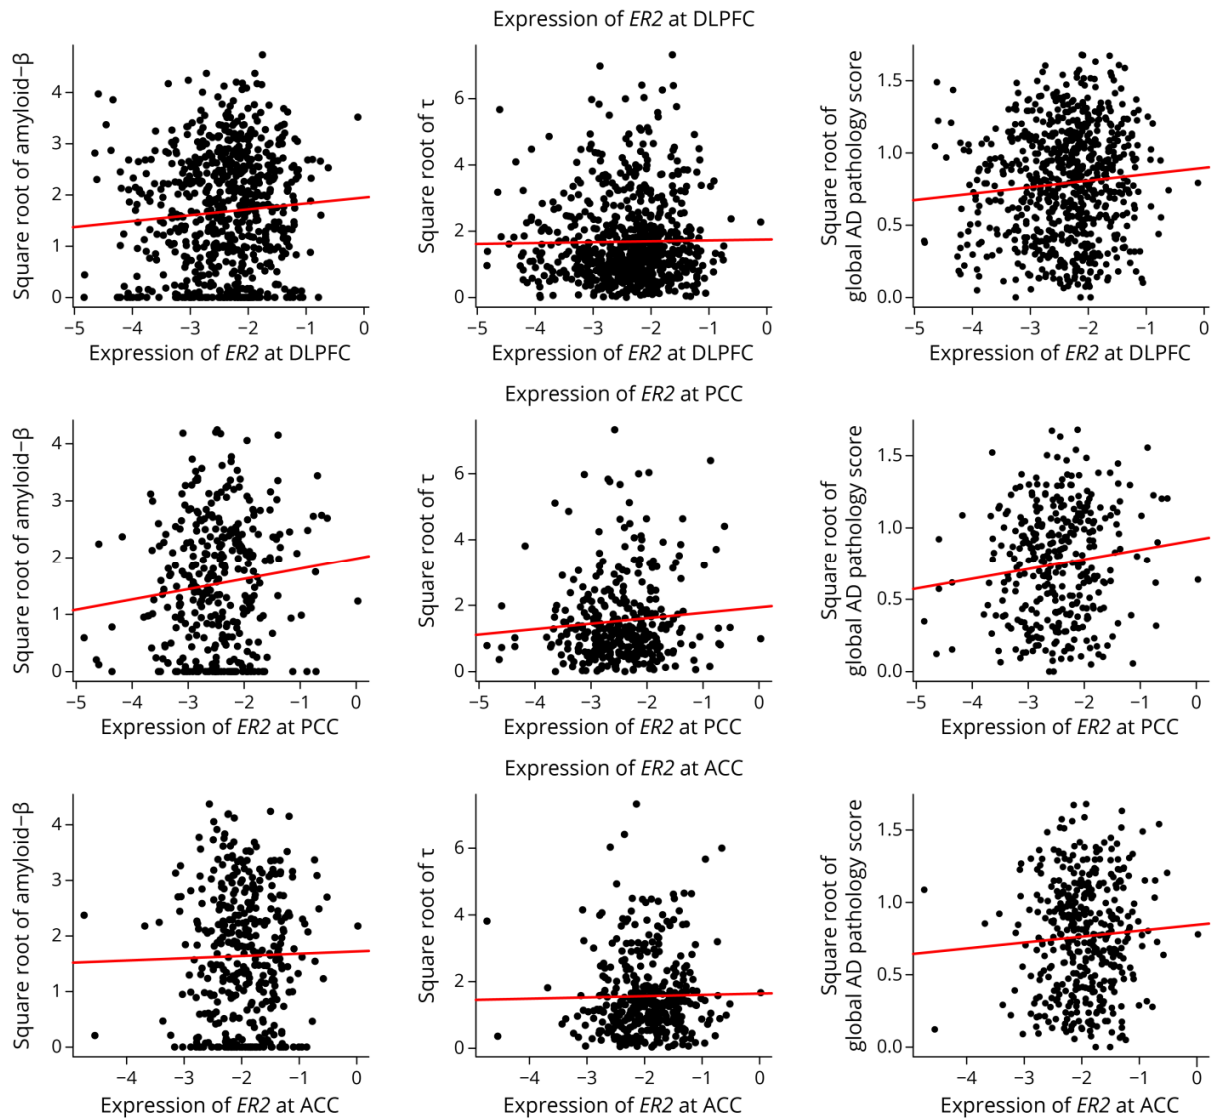 Expression of ER2 at DLPFC
Square root of amyloid−β
4
3
2
1
0
−5 −4 −3 −2 −1 0
Expression of ER2 at DLPFC
Square root of τ
6
4
2
0
−5 −4 −3 −2 −1 0
Expression of ER2 at DLPFC
Square root of
global AD pathology score
1.5
1.0
0.5
0.0
−5 −4 −3 −2 −1 0
Expression of ER2 at DLPFC
Expression of ER2 at PCC
Square root of amyloid−β
4
3
2
1
0
−5 −4 −3 −2 −1 0
Expression of ER2 at PCC
Square root of τ
6
4
2
0
−5 −4 −3 −2 −1 0
Expression of ER2 at PCC
Square root of
global AD pathology score
1.5
1.0
0.5
0.0
−5 −4 −3 −2 −1 0
Expression of ER2 at PCC
Expression of ER2 at ACC
Square root of amyloid−β
4
3
2
1
0
−4 −3 −2 −1 0
Expression of ER2 at ACC
Square root of τ
6
4
2
0
−4 −3 −2 −1 0
Expression of ER2 at ACC
Square root of
global AD pathology score
1.5
1.0
0.5
0.0
−4 −3 −2 −1 0
Expression of ER2 at ACC